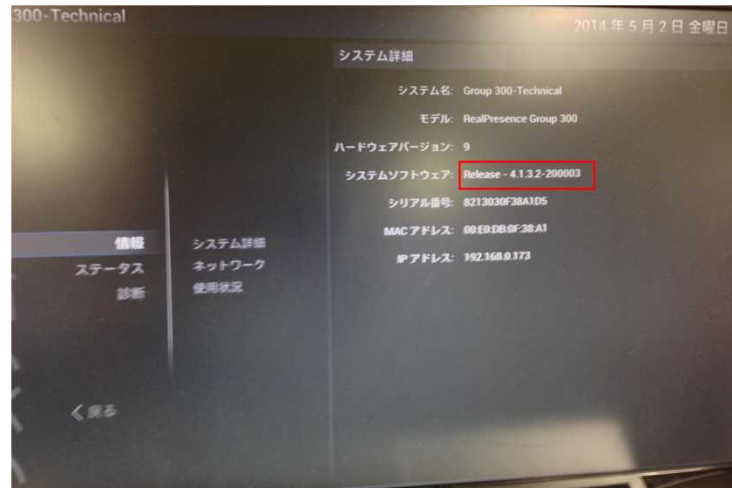 300-Technical
2014 年 5 月 2 日 金曜日
システム詳細
システム名: Group 300-Technical
モデル: RealPresence Group 300
ハードウェアバージョン: 9
システムソフトウェア: Release - 4.1.3.2-200003
シリアル番号: 8213030F38A1D5
MAC アドレス: 00:E0:DB:0F:38:A1
IP アドレス: 192.168.0.173
情報
ステータス
診断
システム詳細
ネットワーク
使用状況
戻る